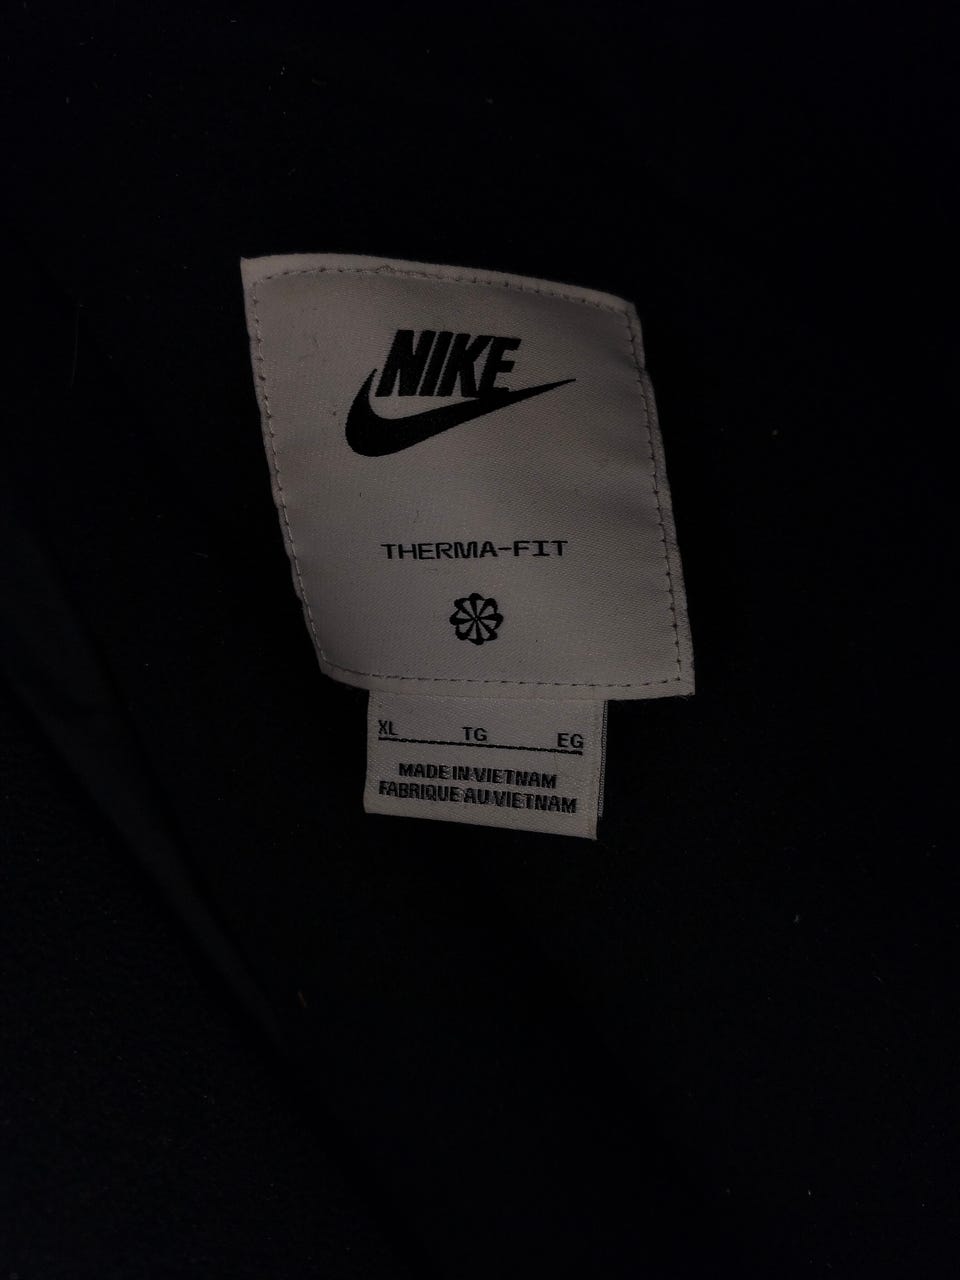 NIKE
THERMA-FIT
XL TG EG
MADE IN VIETNAM
FABRIQUE AU VIETNAM